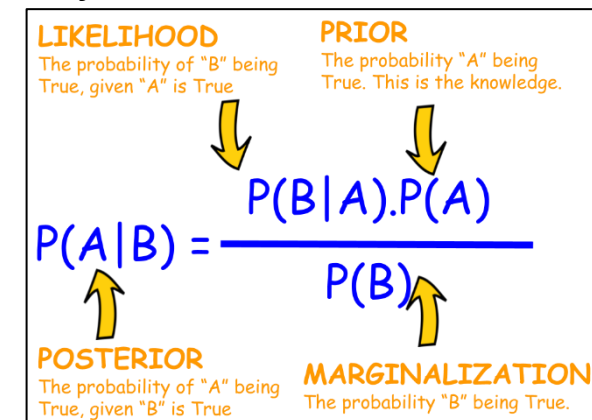 LIKELIHOOD
The probability of "B" being
True, given "A" is True
PRIOR
The probability "A" being
True. This is the knowledge.
P(B|A).P(A)
P(A|B) =
P(B)
POSTERIOR
The probability of "A" being
True, given "B" is True
MARGINALIZATION
The probability "B" being True.